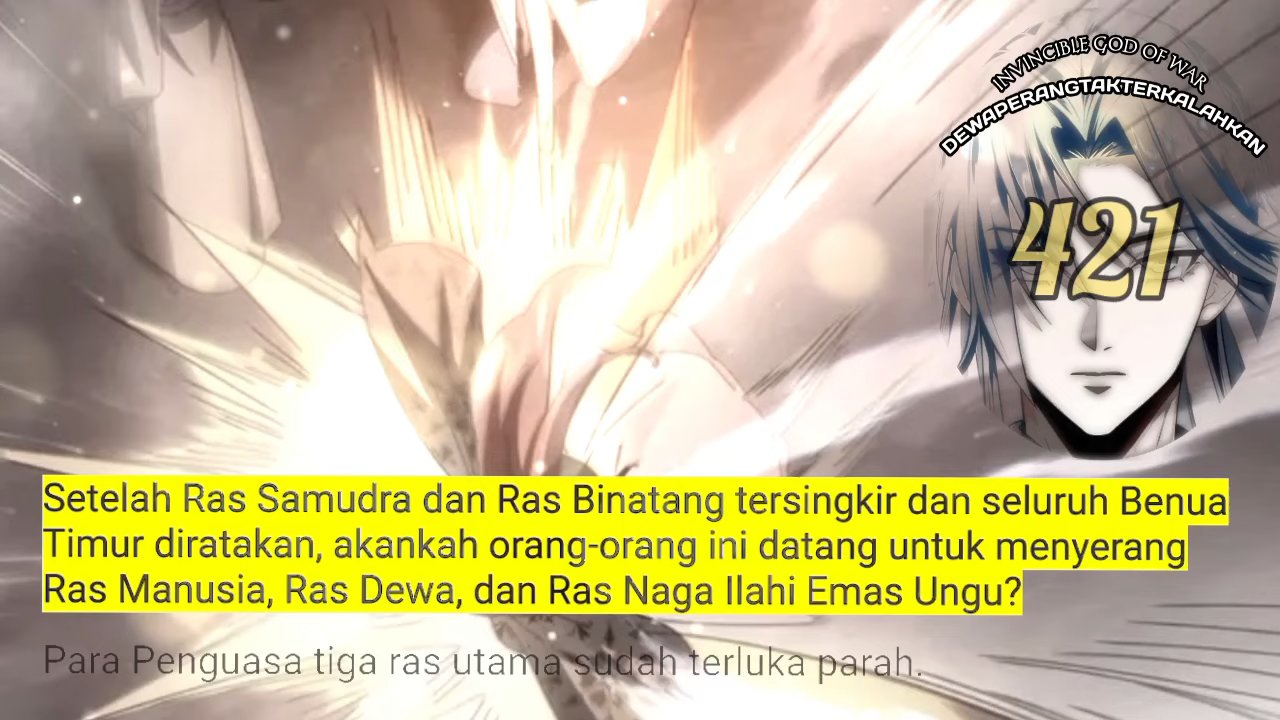 INVINCIBLE GOD OF WAR
DEWAPERANGTAKTERKALAHKAN
421
Setelah Ras Samudra dan Ras Binatang tersingkir dan seluruh Benua
Timur diratakan, akankah orang-orang ini datang untuk menyerang
Ras Manusia, Ras Dewa, dan Ras Naga Ilahi Emas Ungu?
Para Penguasa tiga ras utama sudah terluka parah.